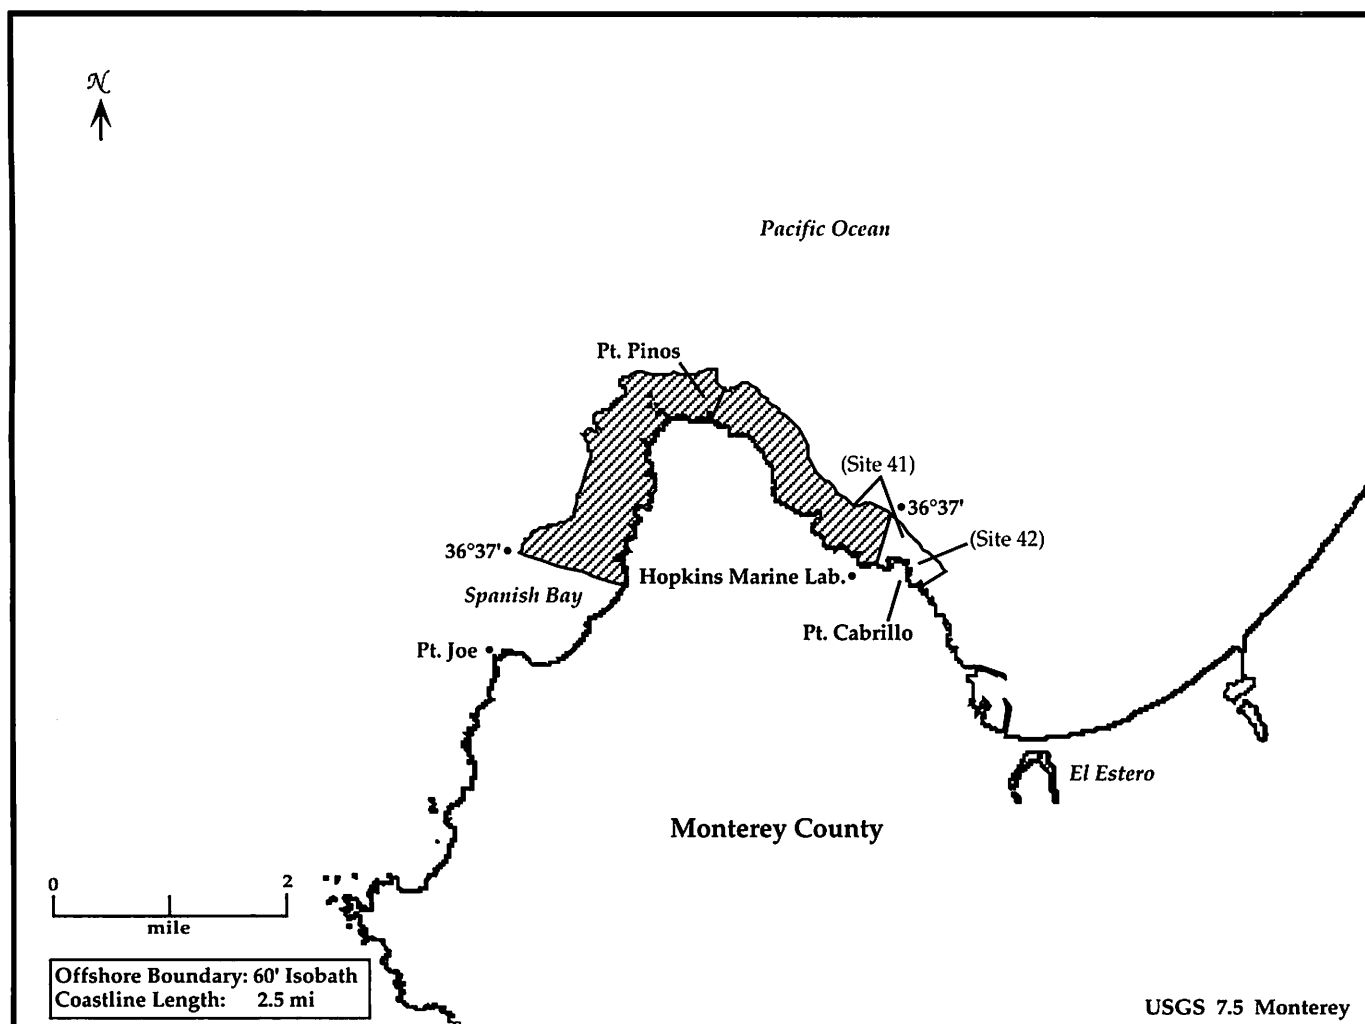 N
Pacific Ocean
Pt. Pinos
(Site 41)
36°37'
(Site 42)
36°37'
Hopkins Marine Lab.
Spanish Bay
Pt. Cabrillo
Pt. Joe
El Estero
Monterey County
0 2
mile
Offshore Boundary: 60' Isobath
Coastline Length: 2.5 mi
USGS 7.5 Monterey